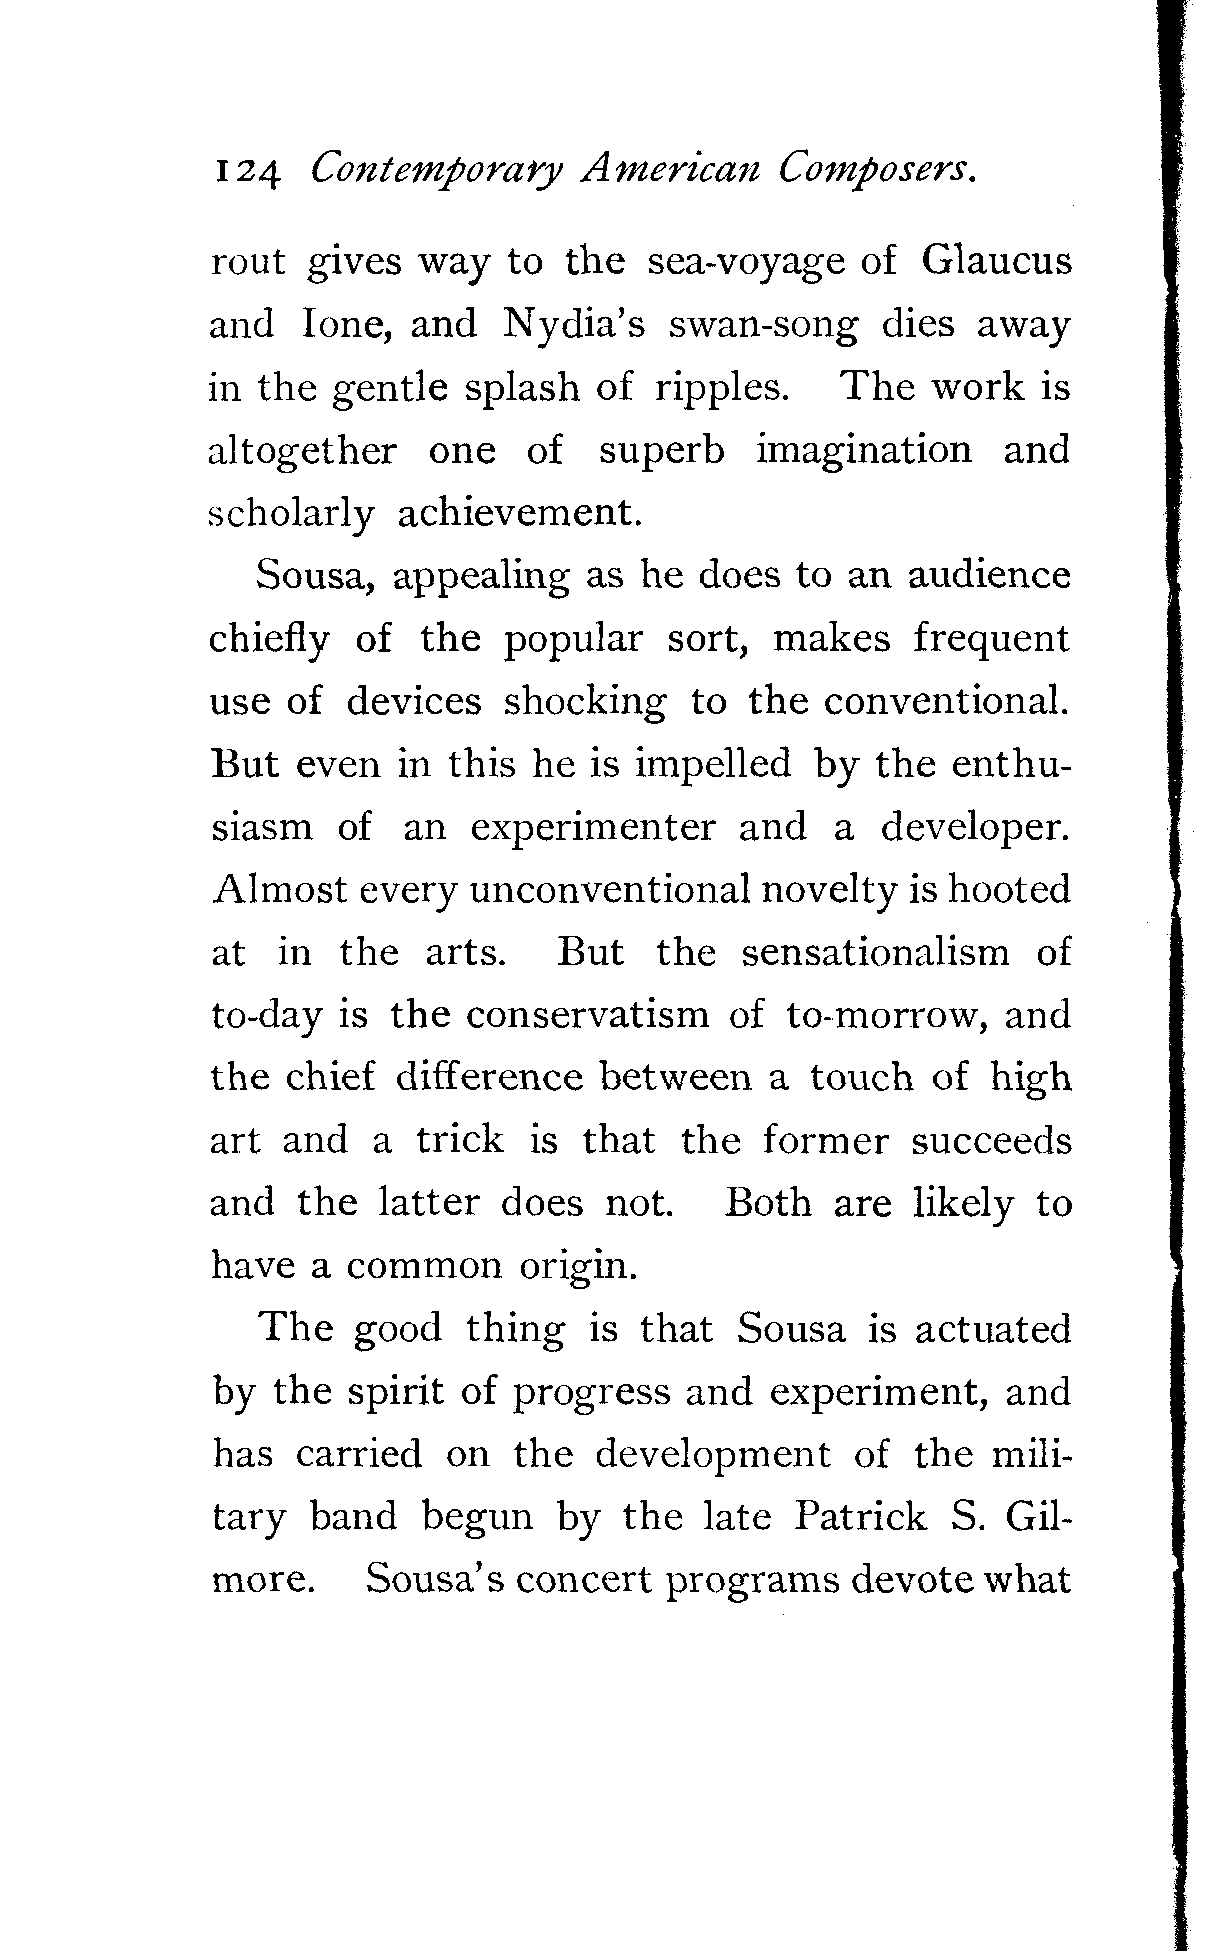 124 Contemporary American Composers.
rout gives way to the sea-voyage of Glaucus
and Ione, and Nydia's swan-song dies away
in the gentle splash of ripples. The work is
altogether one of superb imagination and
scholarly achievement.
Sousa, appealing as he does to an audience
chiefly of the popular sort, makes frequent
use of devices shocking to the conventional.
But even in this he is impelled by the enthu-
siasm of an experimenter and a developer.
Almost every unconventional novelty is hooted
at in the arts. But the sensationalism of
to-day is the conservatism of to-morrow, and
the chief difference between a touch of high
art and a trick is that the former succeeds
and the latter does not. Both are likely to
have a common origin.
The good thing is that Sousa is actuated
by the spirit of progress and experiment, and
has carried on the development of the mili-
tary band begun by the late Patrick S. Gil-
more. Sousa's concert programs devote what